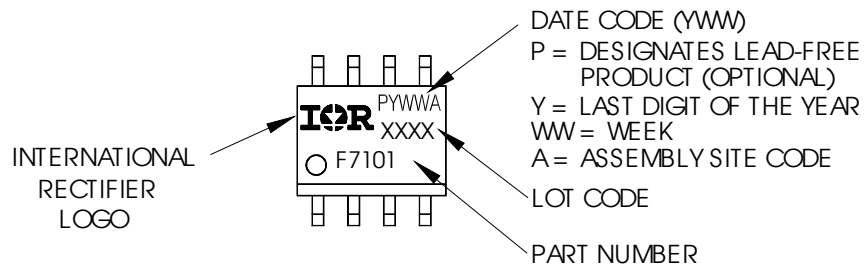 DATE CODE (YWW)
P = DESIGNATES LEAD-FREE
PRODUCT (OPTIONAL)
Y = LAST DIGIT OF THE YEAR
WW = WEEK
A = ASSEMBLY SITE CODE
LOT CODE
PART NUMBER
INTERNATIONAL
RECTIFIER
LOGO
PYWWA
IOR XXXX
F7101